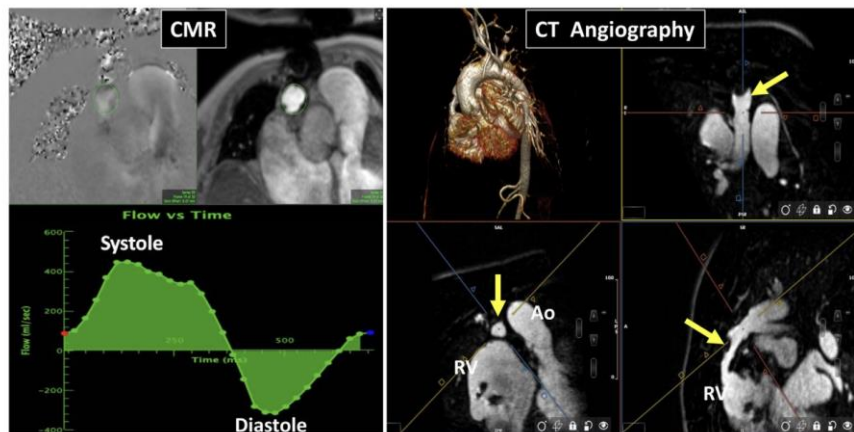 CMR
CT Angiography
Flow vs Time
Systole
Diastole
Flow (ml/sec)
Time (ms)
600
400
200
0
-200
-400
250
500
Ao
RV
RV